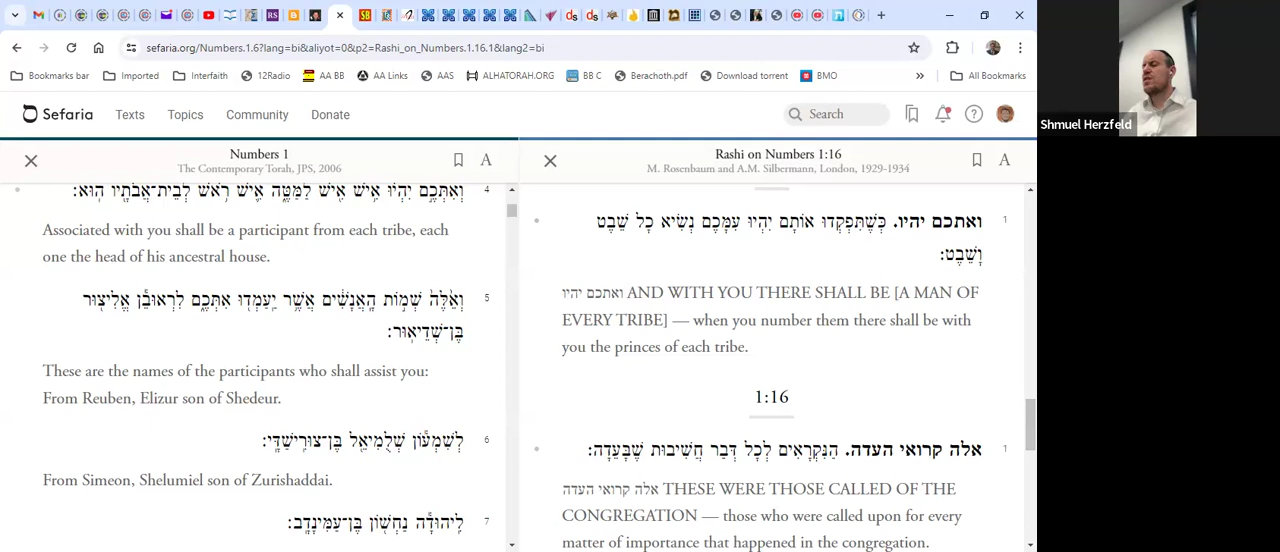 sefaria.org/Numbers.1.6?lang=bi&aliyot=0&p2=Rashi_on_Numbers.1.16.1&lang2=bi
Bookmarks bar
Imported
Interfaith
12Radio
AA BB
AA Links
AAS
ALHATORAH.ORG
BB C
Berachoth.pdf
Download torrent
BMO
»
All Bookmarks
Sefaria
Texts
Topics
Community
Donate
Search
Numbers 1
The Contemporary Torah, JPS, 2006
A
4
וְאִתְּכֶ֣ם יִהְי֔וּ אִ֥ישׁ אִ֖ישׁ לַמַּטֶּ֑ה אִ֛ישׁ רֹ֥אשׁ לְבֵית־אֲבֹתָ֖יו הֽוּא׃
Associated with you shall be a participant from each tribe, each
one the head of his ancestral house.
5
וְאֵ֙לֶּה֙ שְׁמ֣וֹת הָֽאֲנָשִׁ֔ים אֲשֶׁ֥ר יַֽעַמְד֖וּ אִתְּכֶ֑ם לִרְאוּבֵ֕ן אֱלִיצ֖וּר
בֶּן־שְׁדֵיאֽוּר׃
These are the names of the participants who shall assist you:
From Reuben, Elizur son of Shedeur.
6
לְשִׁמְע֕וֹן שְׁלֻמִיאֵ֖ל בֶּן־צוּרִֽישַׁדָּֽי׃
From Simeon, Shelumiel son of Zurishaddai.
7
לִֽיהוּדָ֕ה נַחְשׁ֖וֹן בֶּן־עַמִּינָדָֽב׃
Rashi on Numbers 1:16
M. Rosenbaum and A.M. Silbermann, London, 1929-1934
A
1
ואתכם יהיו. כְּשֶׁתִּפְקְדוּ אוֹתָם יִהְיוּ עִמָּכֶם נְשִׂיא כָל שֵׁבֶט
וָשֵׁבֶט:
ואתכם יהיו AND WITH YOU THERE SHALL BE [A MAN OF
EVERY TRIBE] — when you number them there shall be with
you the princes of each tribe.
1:16
1
אלה קרואי העדה. הַנִּקְרָאִים לְכָל דְּבַר חֲשִׁיבוּת שֶׁבָּעֵדָה:
אלה קרואי העדה THESE WERE THOSE CALLED OF THE
CONGREGATION — those who were called upon for every
matter of importance that happened in the congregation.
Shmuel Herzfeld